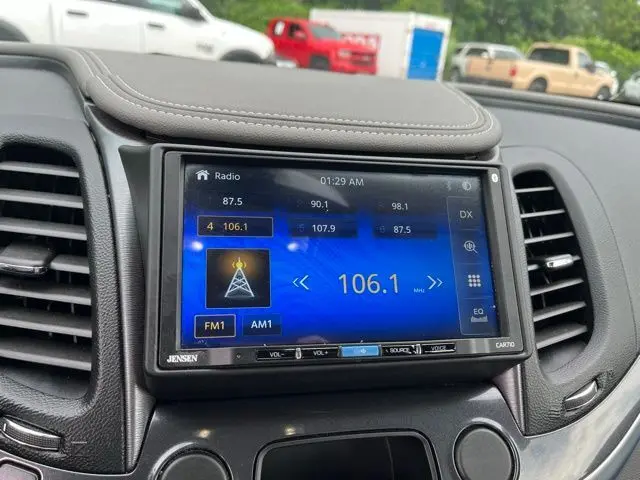 Radio
01:29 AM
87.5 90.1 98.1
DX
4 106.1 107.9 87.5
106.1 MHz
EQ
FM1 AM1
JENSEN
VOL- VOL+ SOURCE VOICE
CAR710